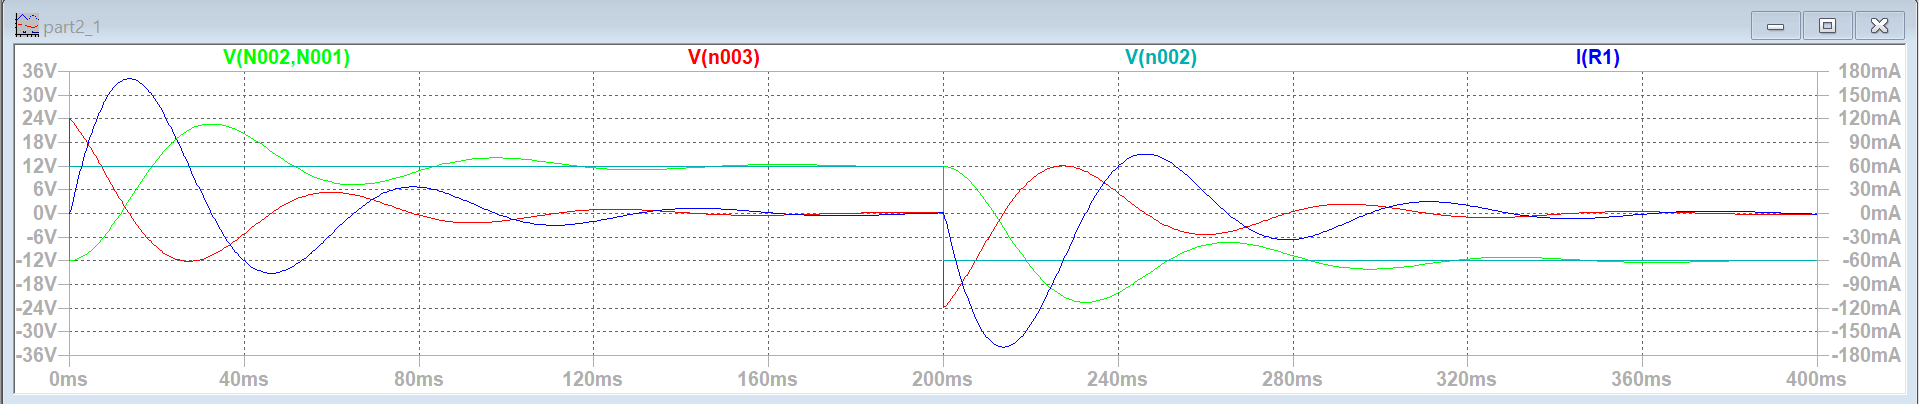 part2_1
V(N002,N001) V(n003) V(n002) I(R1)
36V 180mA
30V 150mA
24V 120mA
18V 90mA
12V 60mA
6V 30mA
0V 0mA
-6V -30mA
-12V -60mA
-18V -90mA
-24V -120mA
-30V -150mA
-36V -180mA
0ms 40ms 80ms 120ms 160ms 200ms 240ms 280ms 320ms 360ms 400ms